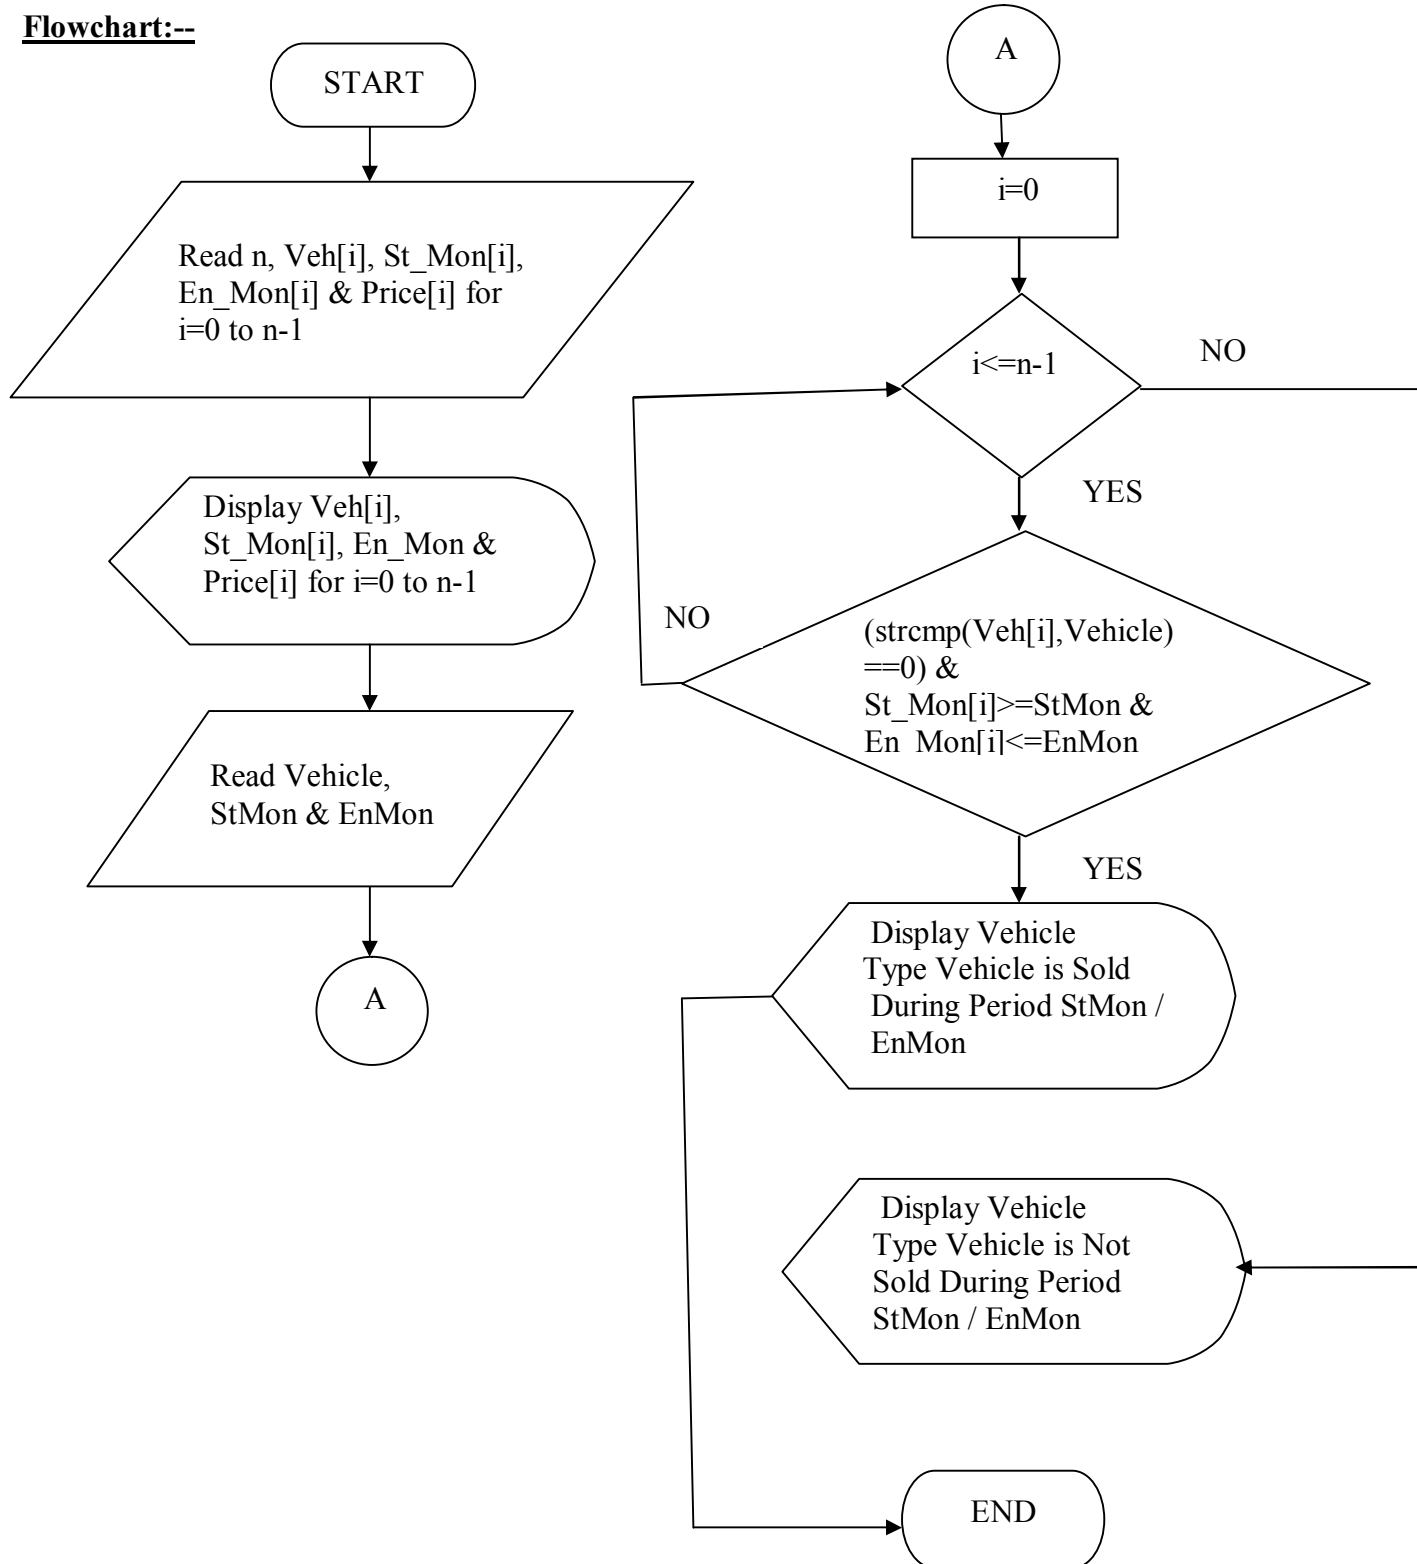 Flowchart:--
START
Read n, Veh[i], St_Mon[i],
En_Mon[i] & Price[i] for
i=0 to n-1
Display Veh[i],
St_Mon[i], En_Mon &
Price[i] for i=0 to n-1
Read Vehicle,
StMon & EnMon
A
A
i=0
i<=n-1
NO
YES
(strcmp(Veh[i],Vehicle)
==0) &
St_Mon[i]>=StMon &
En_Mon[i]<=EnMon
NO
YES
Display Vehicle
Type Vehicle is Sold
During Period StMon /
EnMon
Display Vehicle
Type Vehicle is Not
Sold During Period
StMon / EnMon
END